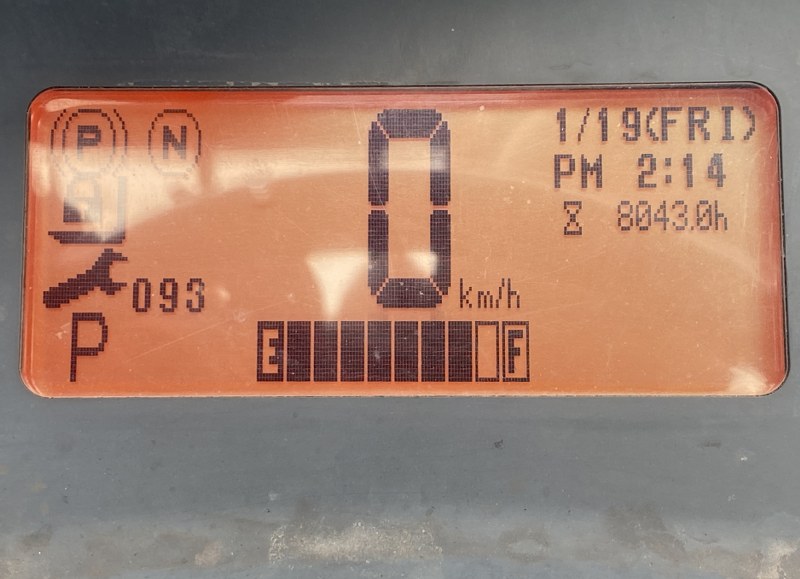 P N
0 km/h
1/19(FRI)
PM 2:14
8043.0h
093
P
E F